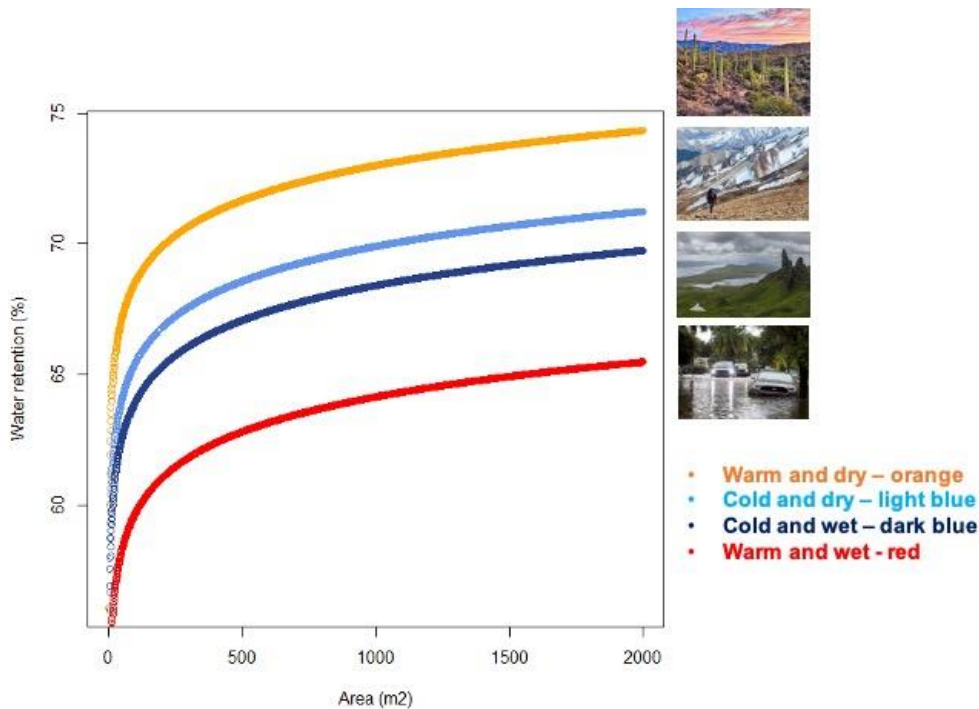 75
70
65
60
Water retention (%)
0 500 1000 1500 2000
Area (m2)
• Warm and dry – orange
• Cold and dry – light blue
• Cold and wet – dark blue
• Warm and wet - red